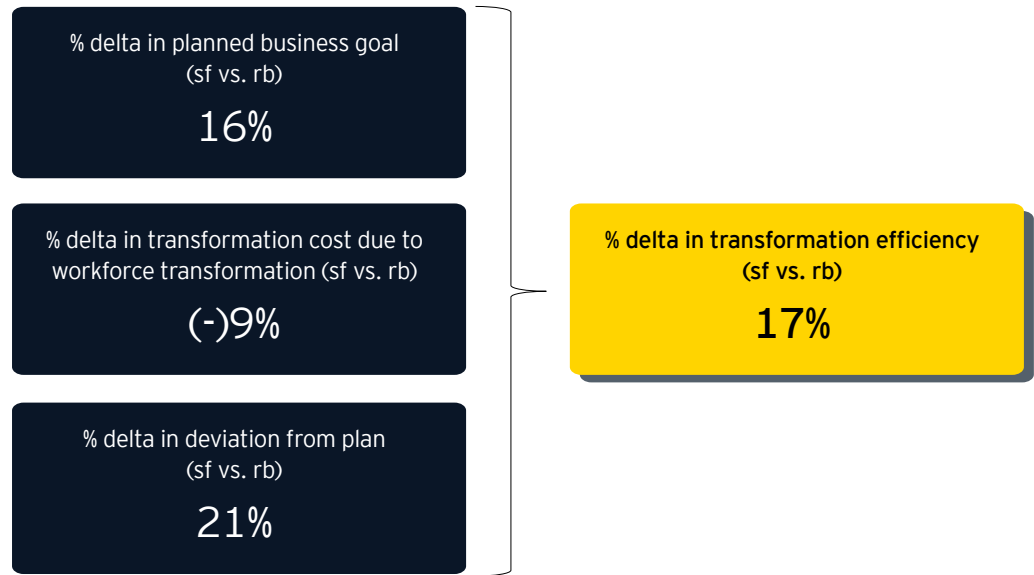 % delta in planned business goal
(sf vs. rb)
16%
% delta in transformation cost due to
workforce transformation (sf vs. rb)
(-)9%
% delta in deviation from plan
(sf vs. rb)
21%
% delta in transformation efficiency
(sf vs. rb)
17%